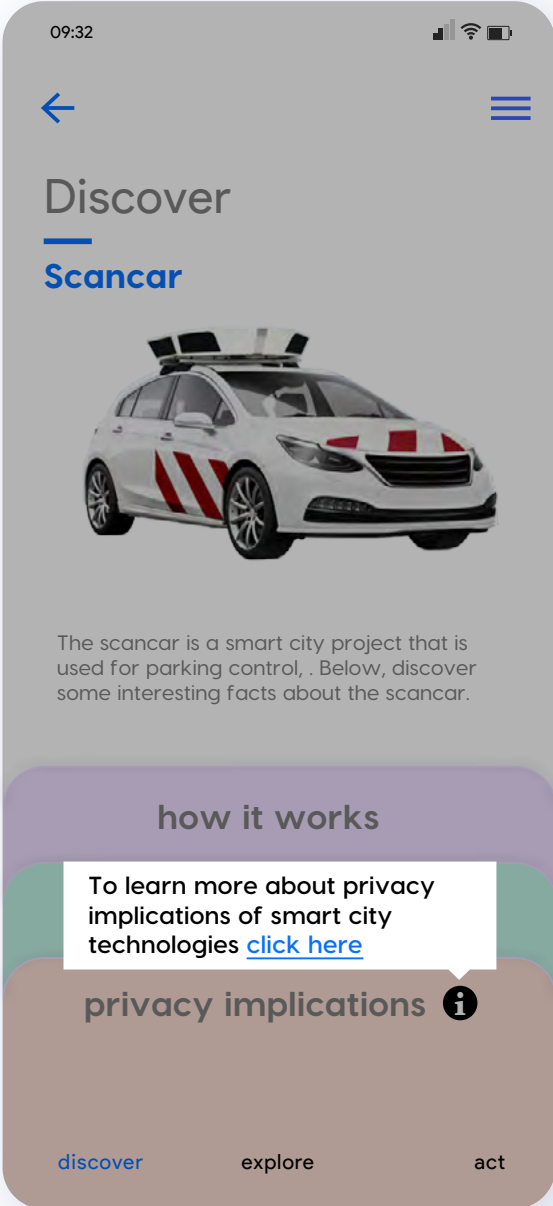 09:32
Discover
Scancar
The scancar is a smart city project that is
used for parking control, . Below, discover
some interesting facts about the scancar.
how it works
To learn more about privacy
implications of smart city
technologies click here
privacy implications i
discover explore act